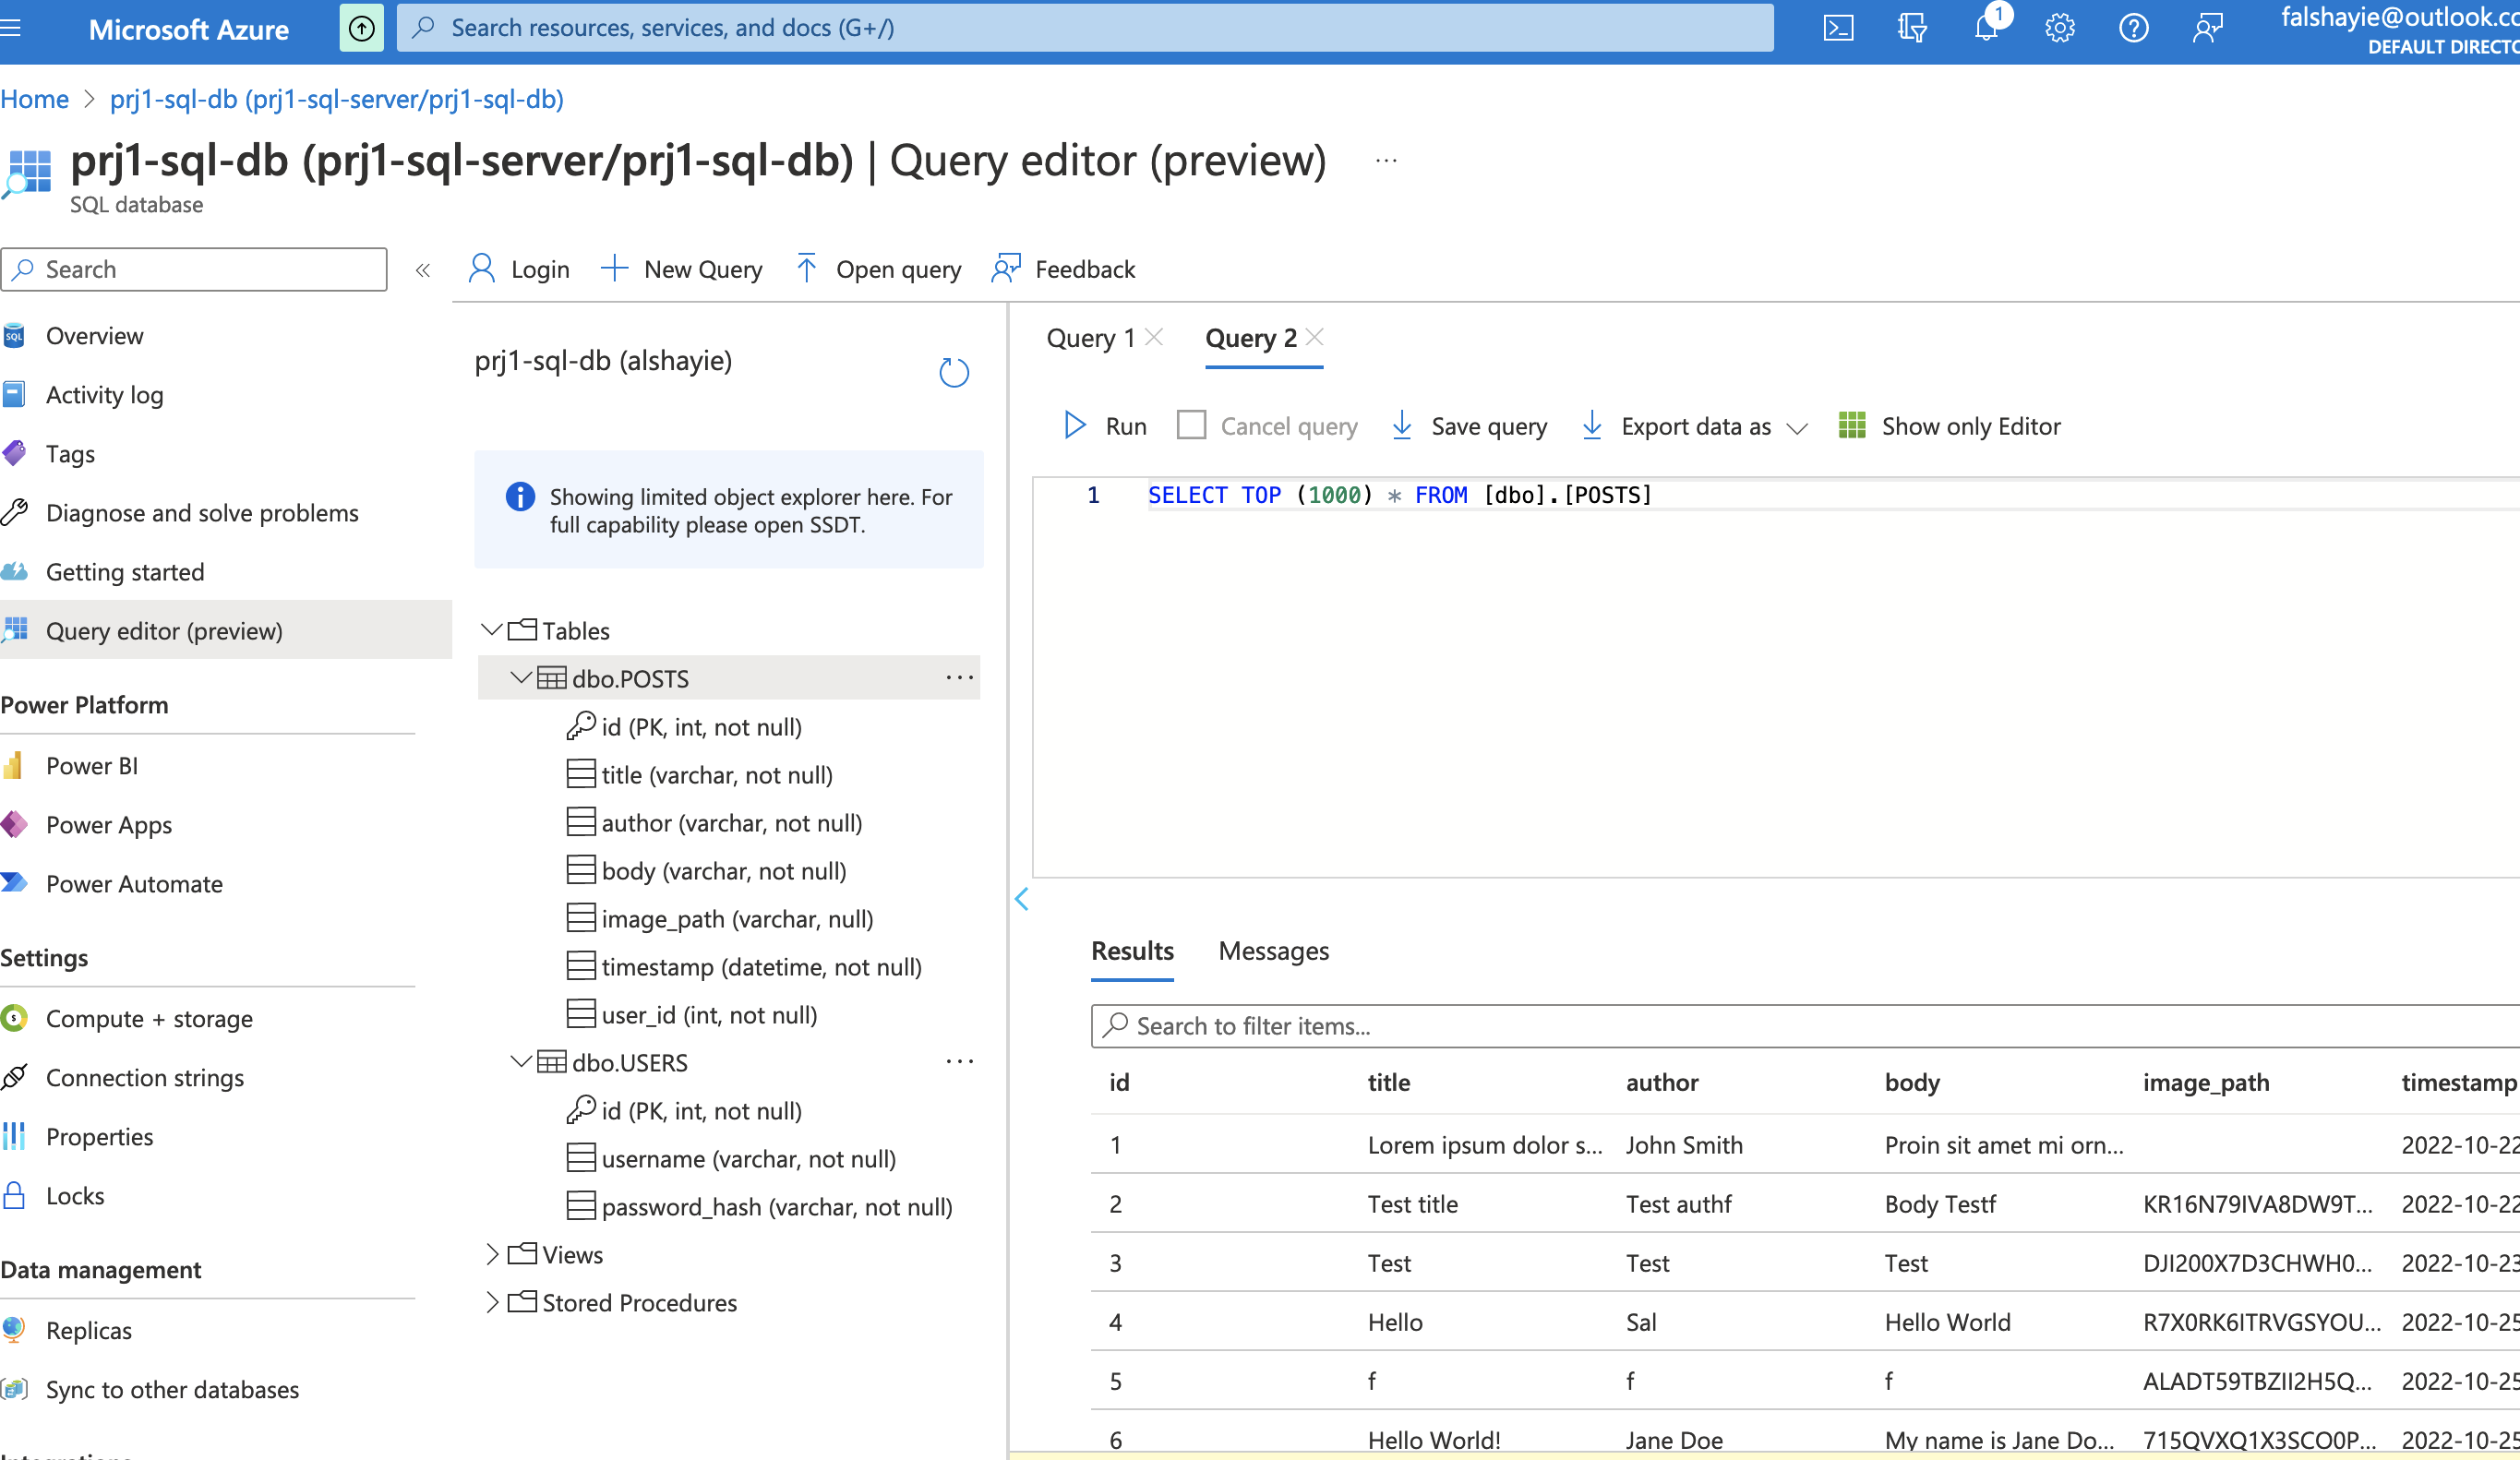 Microsoft Azure
Search resources, services, and docs (G+/)
1
falshayie@outlook.co
DEFAULT DIRECTO
Home > prj1-sql-db (prj1-sql-server/prj1-sql-db)
prj1-sql-db (prj1-sql-server/prj1-sql-db) | Query editor (preview) ...
SQL database
Search
«
Login
New Query
Open query
Feedback
Overview
Activity log
Tags
Diagnose and solve problems
Getting started
Query editor (preview)
Power Platform
Power BI
Power Apps
Power Automate
Settings
Compute + storage
Connection strings
Properties
Locks
Data management
Replicas
Sync to other databases
prj1-sql-db (alshayie)
Showing limited object explorer here. For
full capability please open SSDT.
Tables
dbo.POSTS ...
id (PK, int, not null)
title (varchar, not null)
author (varchar, not null)
body (varchar, not null)
image_path (varchar, null)
timestamp (datetime, not null)
user_id (int, not null)
dbo.USERS ...
id (PK, int, not null)
username (varchar, not null)
password_hash (varchar, not null)
Views
Stored Procedures
Query 1 Query 2
Run Cancel query Save query Export data as Show only Editor
1 SELECT TOP (1000) * FROM [dbo].[POSTS]
Results Messages
Search to filter items...
id title author body image_path timestamp
1 Lorem ipsum dolor s... John Smith Proin sit amet mi orn... 2022-10-22
2 Test title Test authf Body Testf KR16N79IVA8DW9T... 2022-10-22
3 Test Test Test DJI200X7D3CHWH0... 2022-10-23
4 Hello Sal Hello World R7X0RK6ITRVGSYOU... 2022-10-25
5 f f f ALADT59TBZII2H5Q... 2022-10-25
6 Hello World! Jane Doe My name is Jane Do... 715QVXQ1X3SCO0P... 2022-10-25